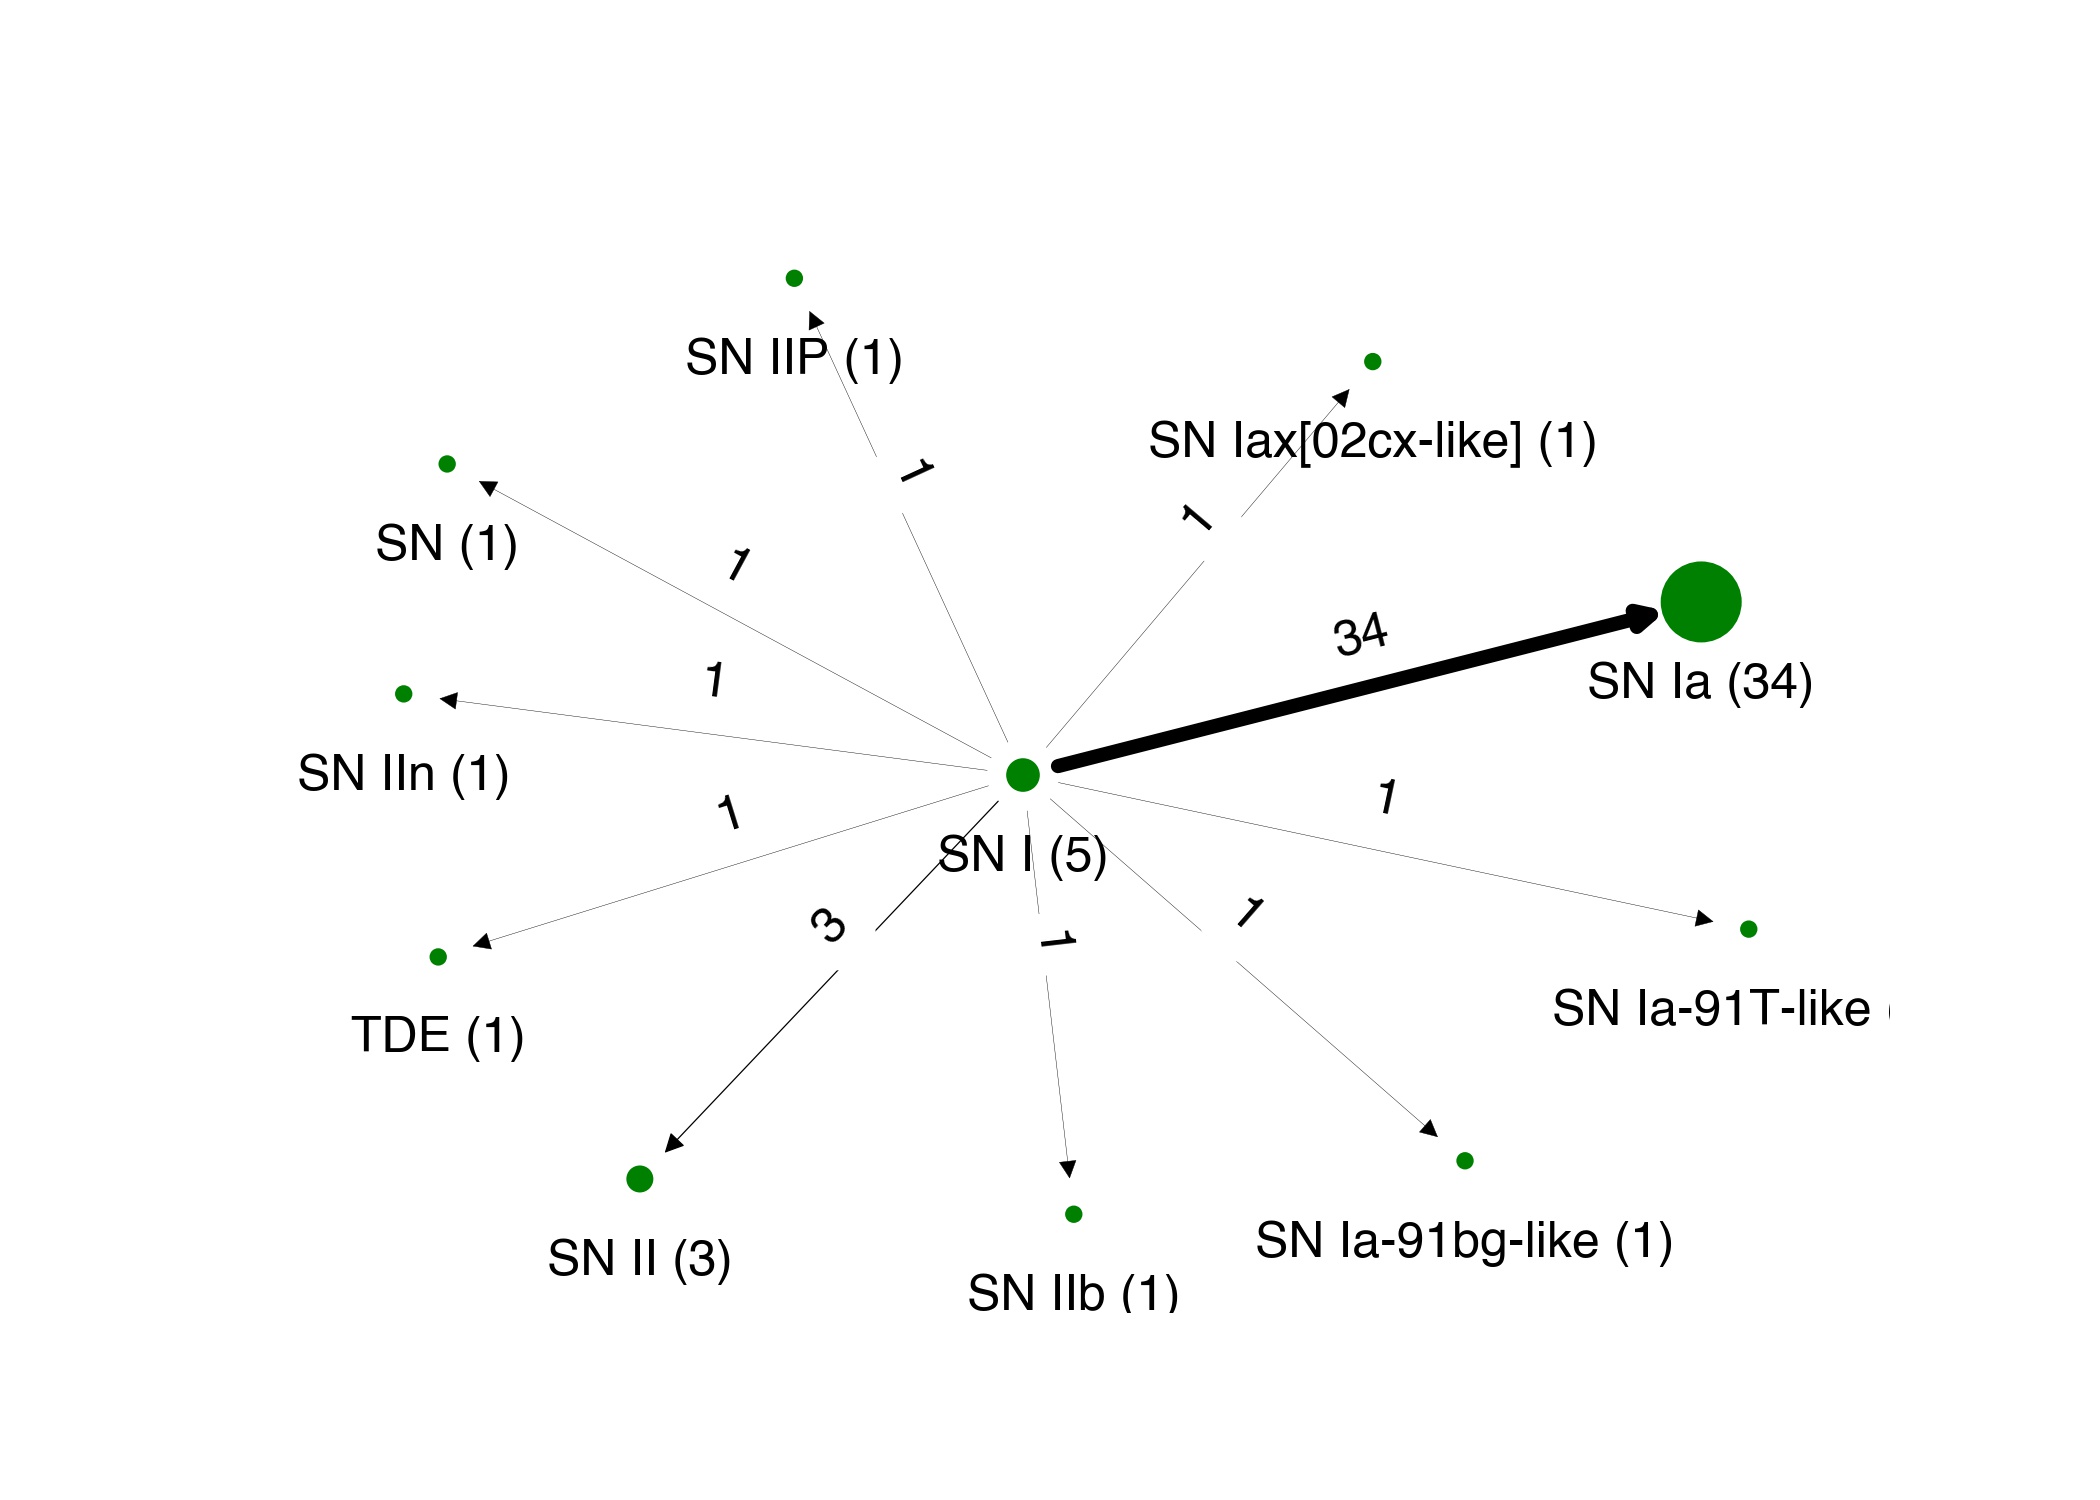 SN IIP (1)
SN Iax[02cx-like] (1)
1
1
SN (1)
1
34
1
SN Ia (34)
SN IIn (1)
1
1
SN I (5)
3
1
1
SN Ia-91T-like (
TDE (1)
SN II (3)
SN Ia-91bg-like (1)
SN IIb (1)